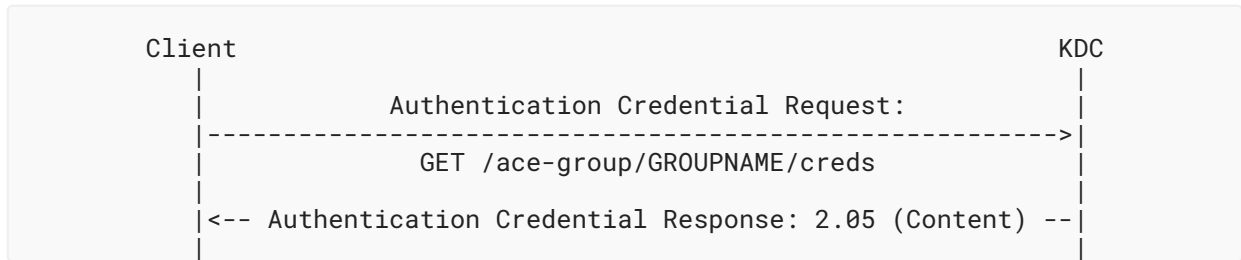 Client KDC
Authentication Credential Request:
-------------------------------------------------------->
GET /ace-group/GROUPNAME/creds
<-- Authentication Credential Response: 2.05 (Content) --